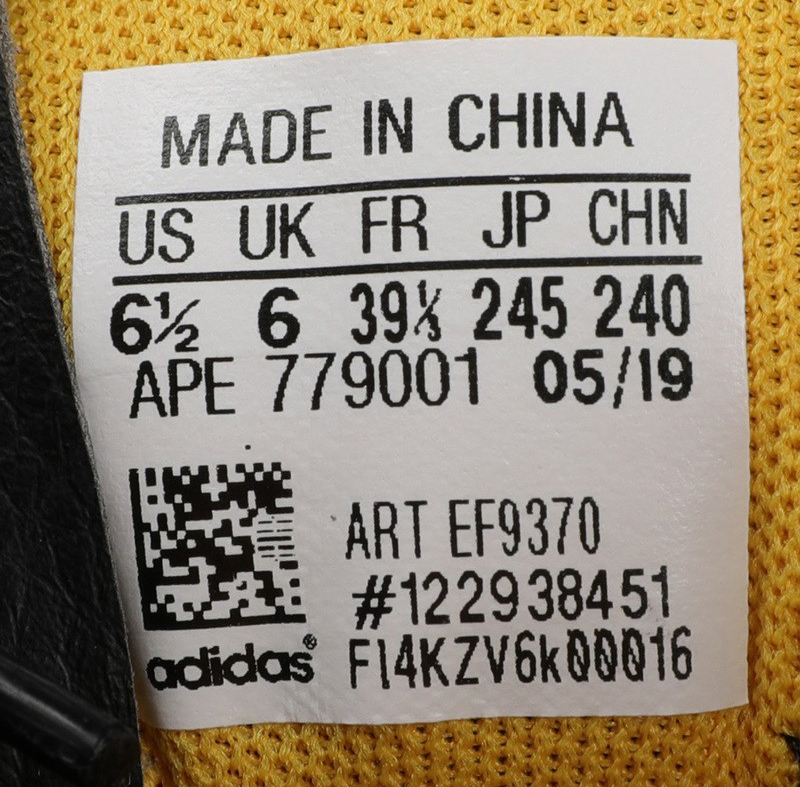 MADE IN CHINA
US UK FR JP CHN
6½ 6 39⅓ 245 240
APE 779001 05/19
ART EF9370
#122938451
adidas®
FI4KZV6k00016